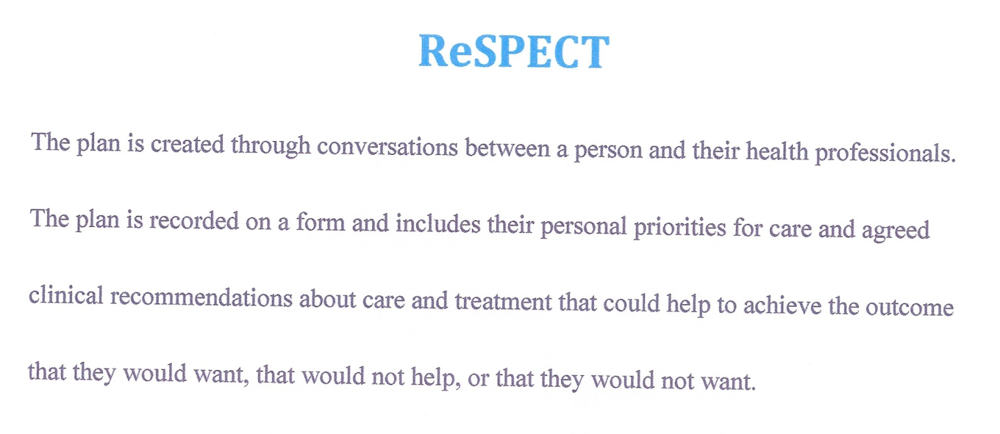 ReSPECT
The plan is created through conversations between a person and their health professionals.
The plan is recorded on a form and includes their personal priorities for care and agreed
clinical recommendations about care and treatment that could help to achieve the outcome
that they would want, that would not help, or that they would not want.